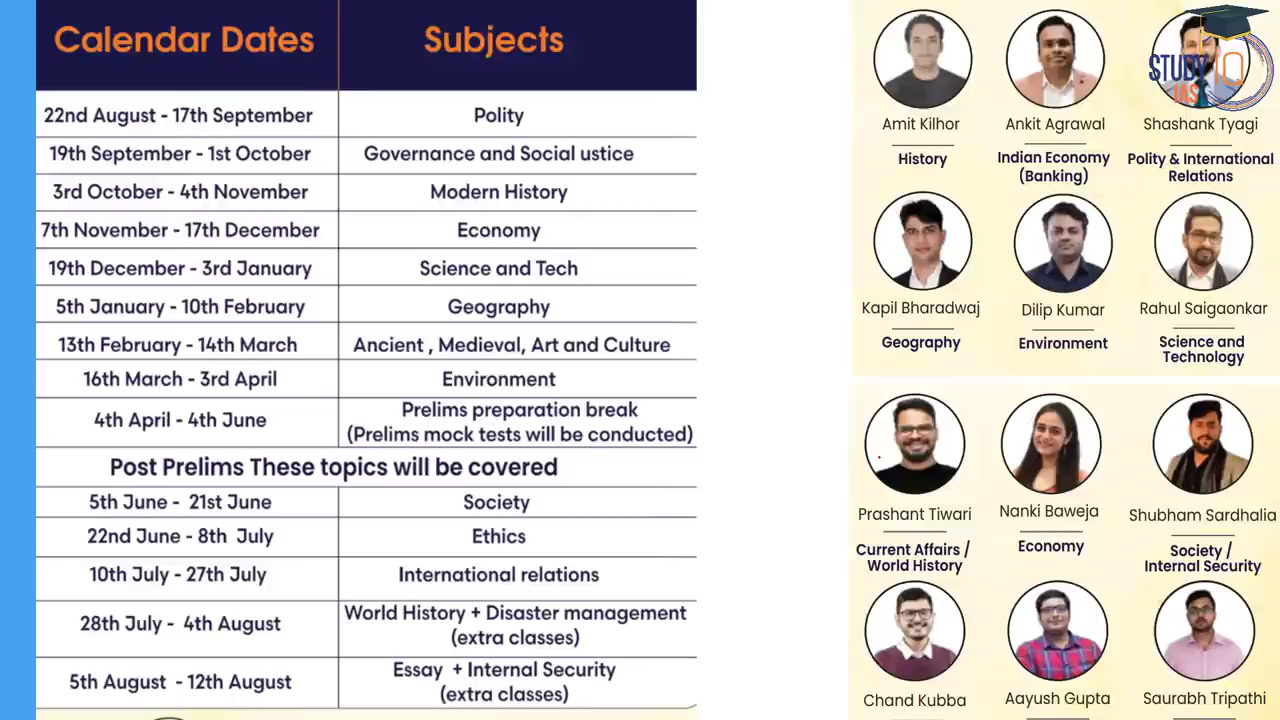 Calendar Dates Subjects
22nd August - 17th September Polity
19th September - 1st October Governance and Social ustice
3rd October - 4th November Modern History
7th November - 17th December Economy
19th December - 3rd January Science and Tech
5th January - 10th February Geography
13th February - 14th March Ancient , Medieval, Art and Culture
16th March - 3rd April Environment
4th April - 4th June Prelims preparation break
(Prelims mock tests will be conducted)
Post Prelims These topics will be covered
5th June - 21st June Society
22nd June - 8th July Ethics
10th July - 27th July International relations
28th July - 4th August World History + Disaster management
(extra classes)
5th August - 12th August Essay + Internal Security
(extra classes)
STUDY IQ
IAS
Amit Kilhor Ankit Agrawal Shashank Tyagi
History Indian Economy Polity & International
(Banking) Relations
Kapil Bharadwaj Dilip Kumar Rahul Saigaonkar
Geography Environment Science and
Technology
Prashant Tiwari Nanki Baweja Shubham Sardhalia
Current Affairs / Economy Society /
World History Internal Security
Chand Kubba Aayush Gupta Saurabh Tripathi